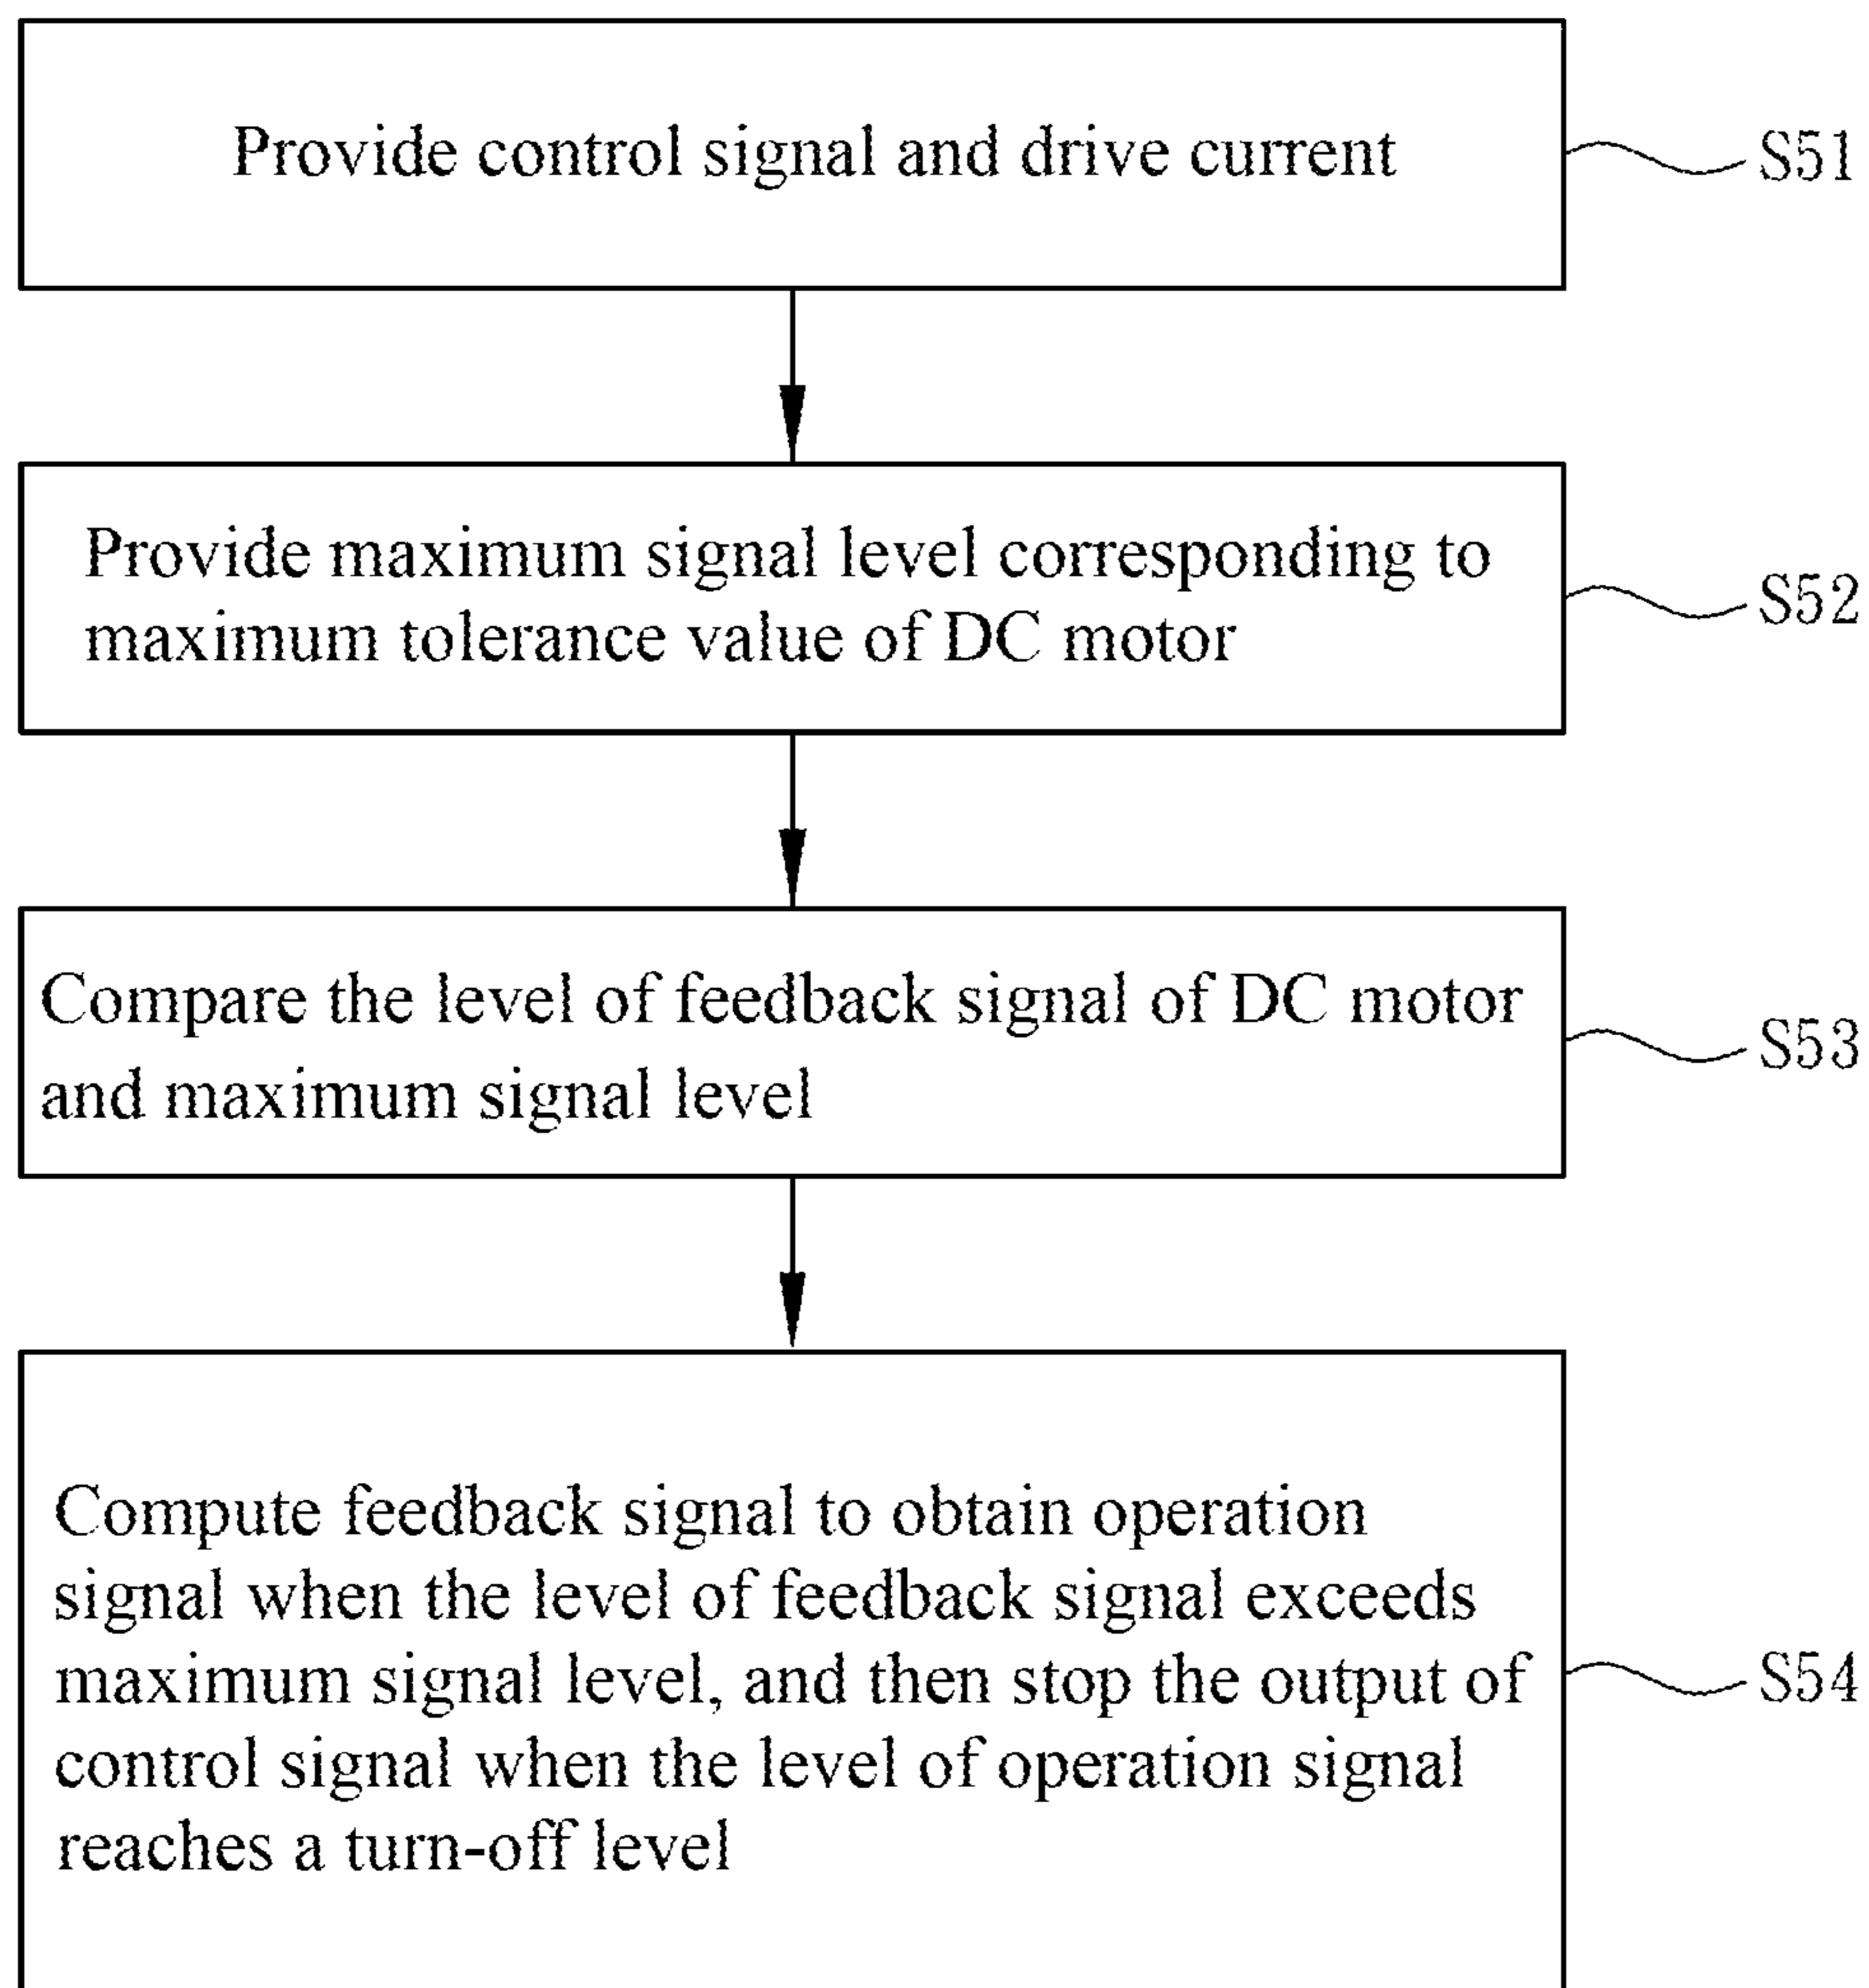 Provide control signal and drive current
S51
Provide maximum signal level corresponding to
maximum tolerance value of DC motor
S52
Compare the level of feedback signal of DC motor
and maximum signal level
S53
Compute feedback signal to obtain operation
signal when the level of feedback signal exceeds
maximum signal level, and then stop the output of
control signal when the level of operation signal
reaches a turn-off level
S54